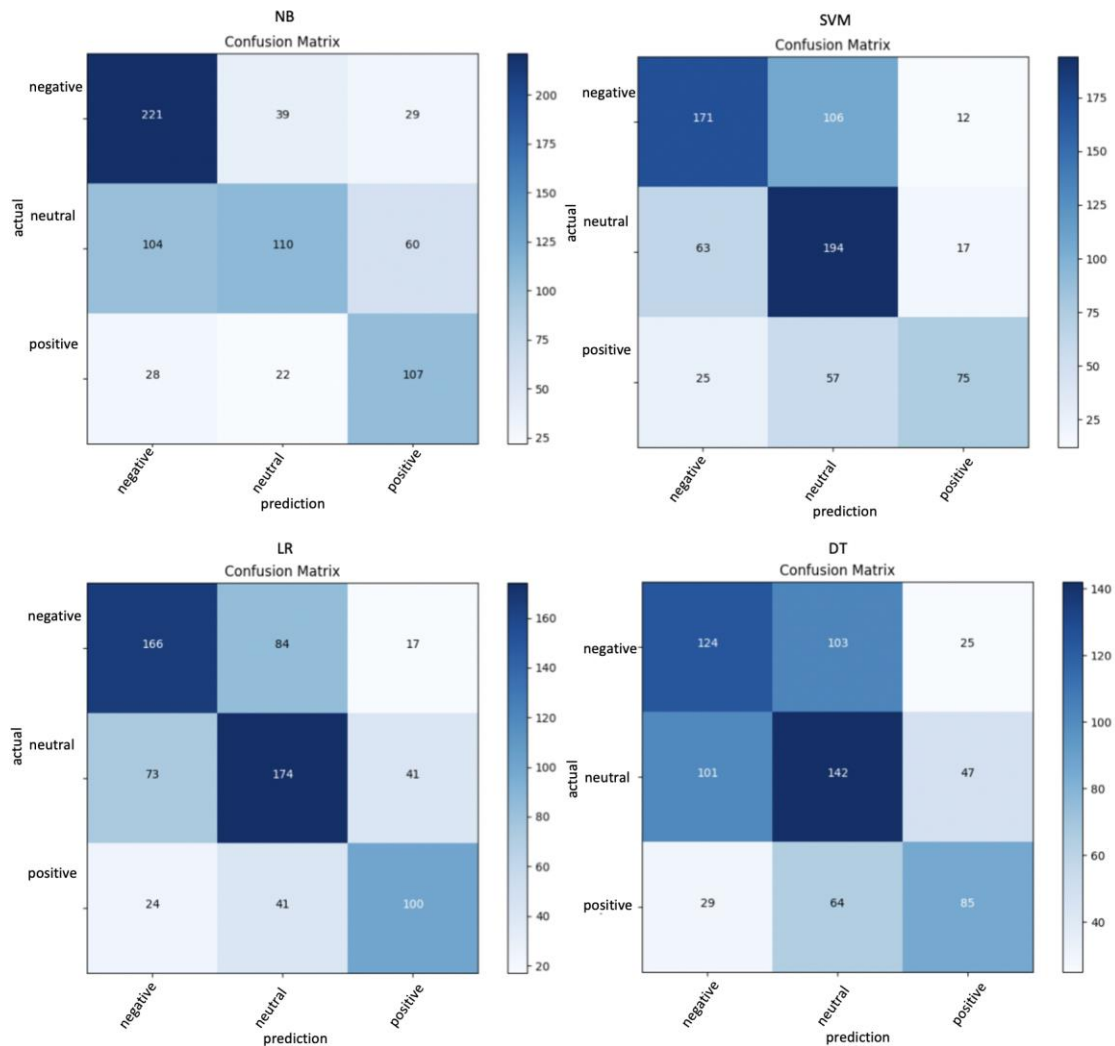 NB
Confusion Matrix
negative
221 39 29
200
175
150
neutral
actual
104 110 60
125
100
75
positive
28 22 107
50
25
negative
neutral
positive
prediction
SVM
Confusion Matrix
negative
171 106 12
175
150
125
neutral
actual
63 194 17
100
75
positive
25 57 75
50
25
negative
neutral
positive
prediction
LR
Confusion Matrix
negative
166 84 17
160
140
120
neutral
actual
73 174 41
100
80
60
positive
24 41 100
40
20
negative
neutral
positive
prediction
DT
Confusion Matrix
negative
124 103 25
140
120
100
neutral
actual
101 142 47
80
60
positive
29 64 85
40
negative
neutral
positive
prediction